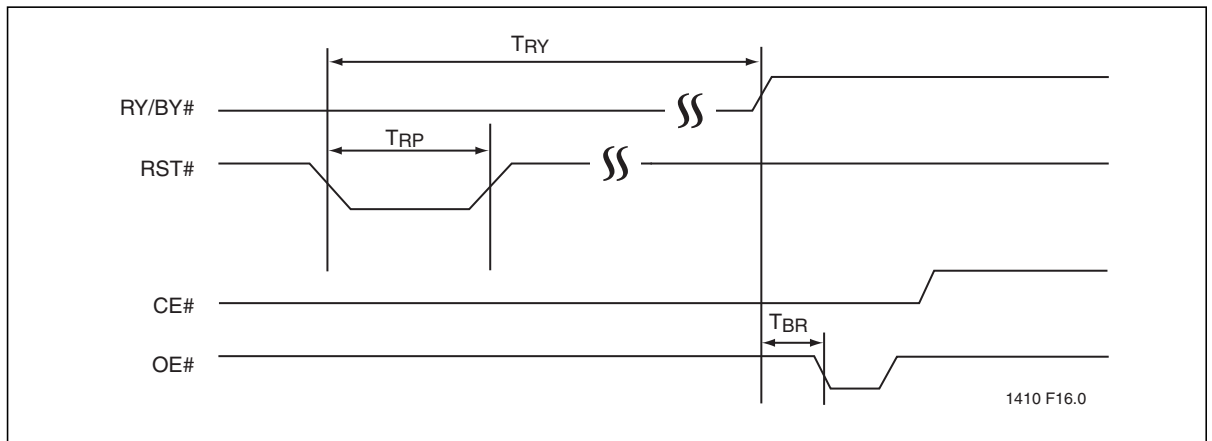 TRY
RY/BY#
TRP
RST#
CE#
TBR
OE#
1410 F16.0